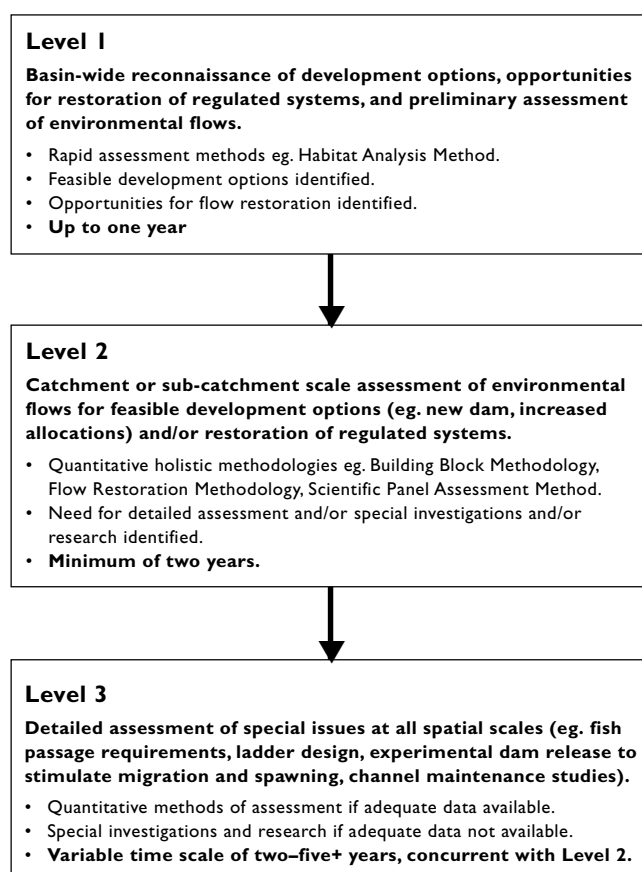 Level 1
Basin-wide reconnaissance of development options, opportunities
for restoration of regulated systems, and preliminary assessment
of environmental flows.
• Rapid assessment methods eg. Habitat Analysis Method.
• Feasible development options identified.
• Opportunities for flow restoration identified.
• Up to one year
Level 2
Catchment or sub-catchment scale assessment of environmental
flows for feasible development options (eg. new dam, increased
allocations) and/or restoration of regulated systems.
• Quantitative holistic methodologies eg. Building Block Methodology,
Flow Restoration Methodology, Scientific Panel Assessment Method.
• Need for detailed assessment and/or special investigations and/or
research identified.
• Minimum of two years.
Level 3
Detailed assessment of special issues at all spatial scales (eg. fish
passage requirements, ladder design, experimental dam release to
stimulate migration and spawning, channel maintenance studies).
• Quantitative methods of assessment if adequate data available.
• Special investigations and research if adequate data not available.
• Variable time scale of two–five+ years, concurrent with Level 2.